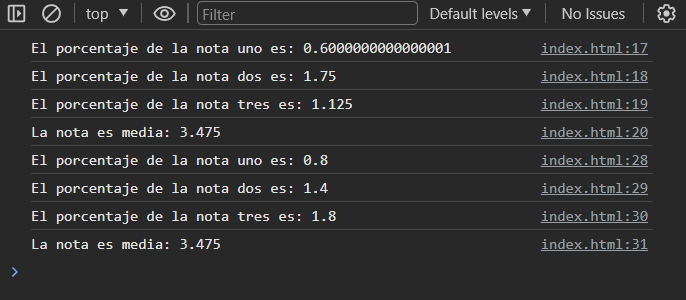 top ▼ Filter Default levels ▼ No Issues
El porcentaje de la nota uno es: 0.6000000000000001 index.html:17
El porcentaje de la nota dos es: 1.75 index.html:18
El porcentaje de la nota tres es: 1.125 index.html:19
La nota es media: 3.475 index.html:20
El porcentaje de la nota uno es: 0.8 index.html:28
El porcentaje de la nota dos es: 1.4 index.html:29
El porcentaje de la nota tres es: 1.8 index.html:30
La nota es media: 3.475 index.html:31